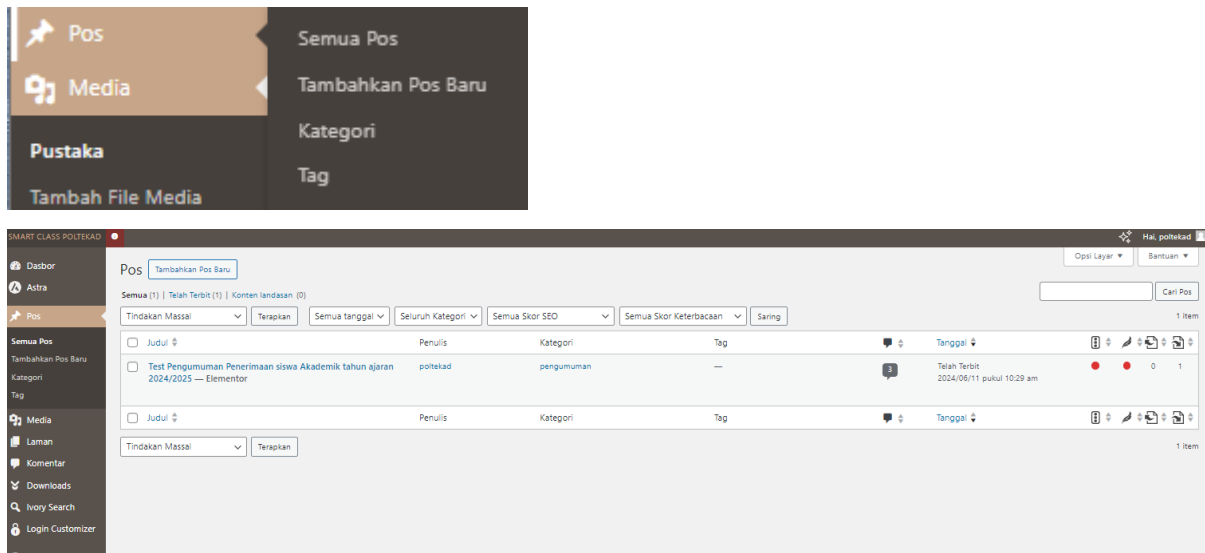 Pos
Semua Pos
Media
Tambahkan Pos Baru
Kategori
Pustaka
Tag
Tambah File Media
SMART CLASS POLTEKAD
Hai, poltekad
Opsi Layar
Bantuan
Dasbor
Astra
Pos
Semua Pos
Tambahkan Pos Baru
Kategori
Tag
Media
Laman
Komentar
Downloads
Ivory Search
Login Customizer
Pos Tambahkan Pos Baru
Semua (1) | Telah Terbit (1) | Konten landasan (0)
Cari Pos
Tindakan Massal Terapkan Semua tanggal Seluruh Kategori Semua Skor SEO Semua Skor Keterbacaan Saring 1 item
Judul Penulis Kategori Tag Tanggal
Test Pengumuman Penerimaan siswa Akademik tahun ajaran poltekad pengumuman — 3 Telah Terbit 0 1
2024/2025 — Elementor 2024/06/11 pukul 10:29 am
Judul Penulis Kategori Tag Tanggal
Tindakan Massal Terapkan 1 item